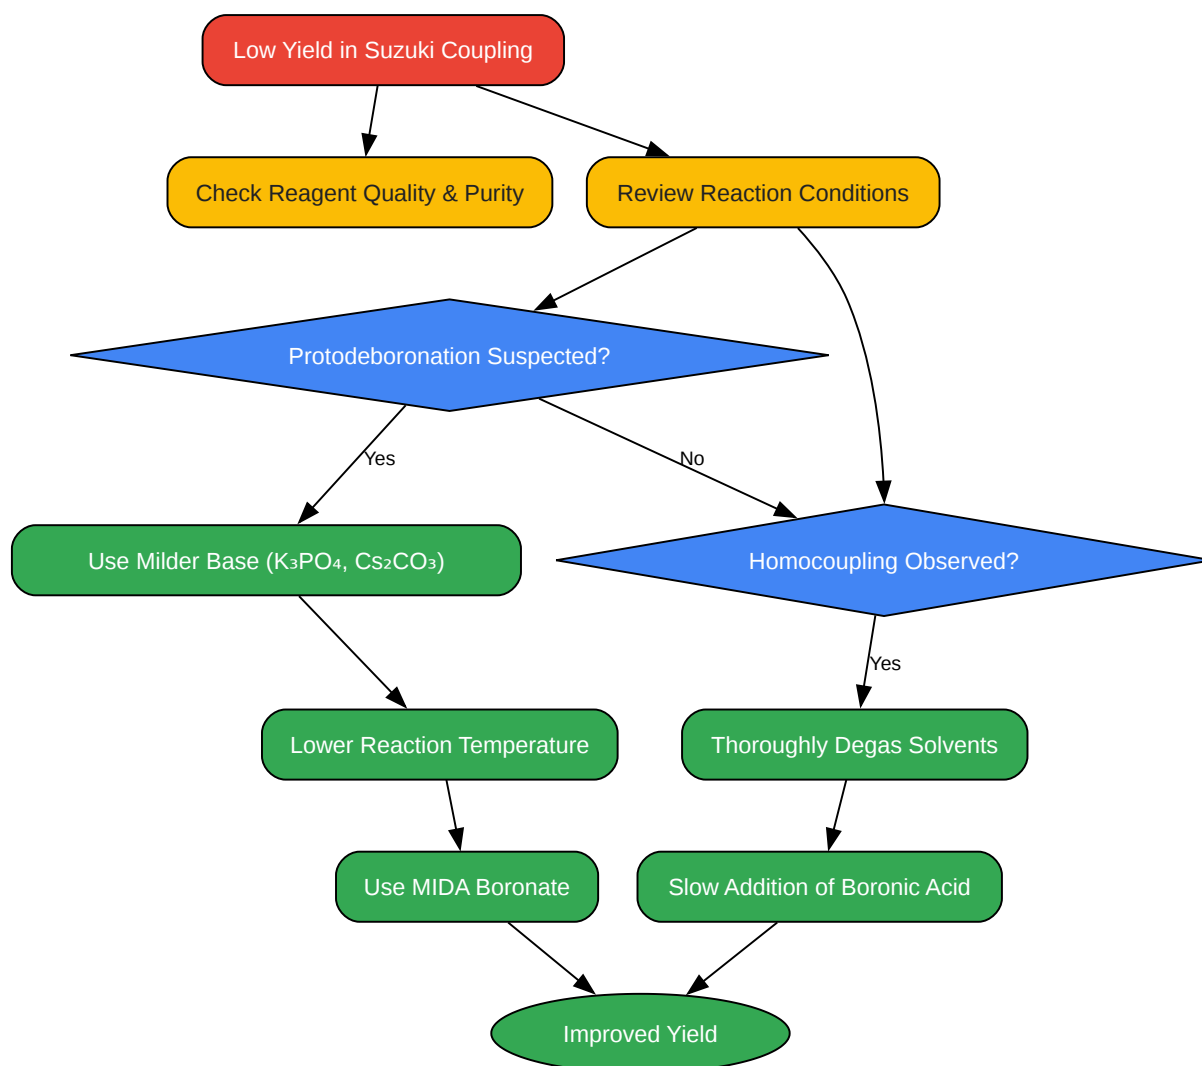 Low Yield in Suzuki Coupling
Check Reagent Quality & Purity
Review Reaction Conditions
Protodeboronation Suspected?
Yes
No
Use Milder Base (K₃PO₄, Cs₂CO₃)
Homocoupling Observed?
Yes
Lower Reaction Temperature
Thoroughly Degas Solvents
Use MIDA Boronate
Slow Addition of Boronic Acid
Improved Yield